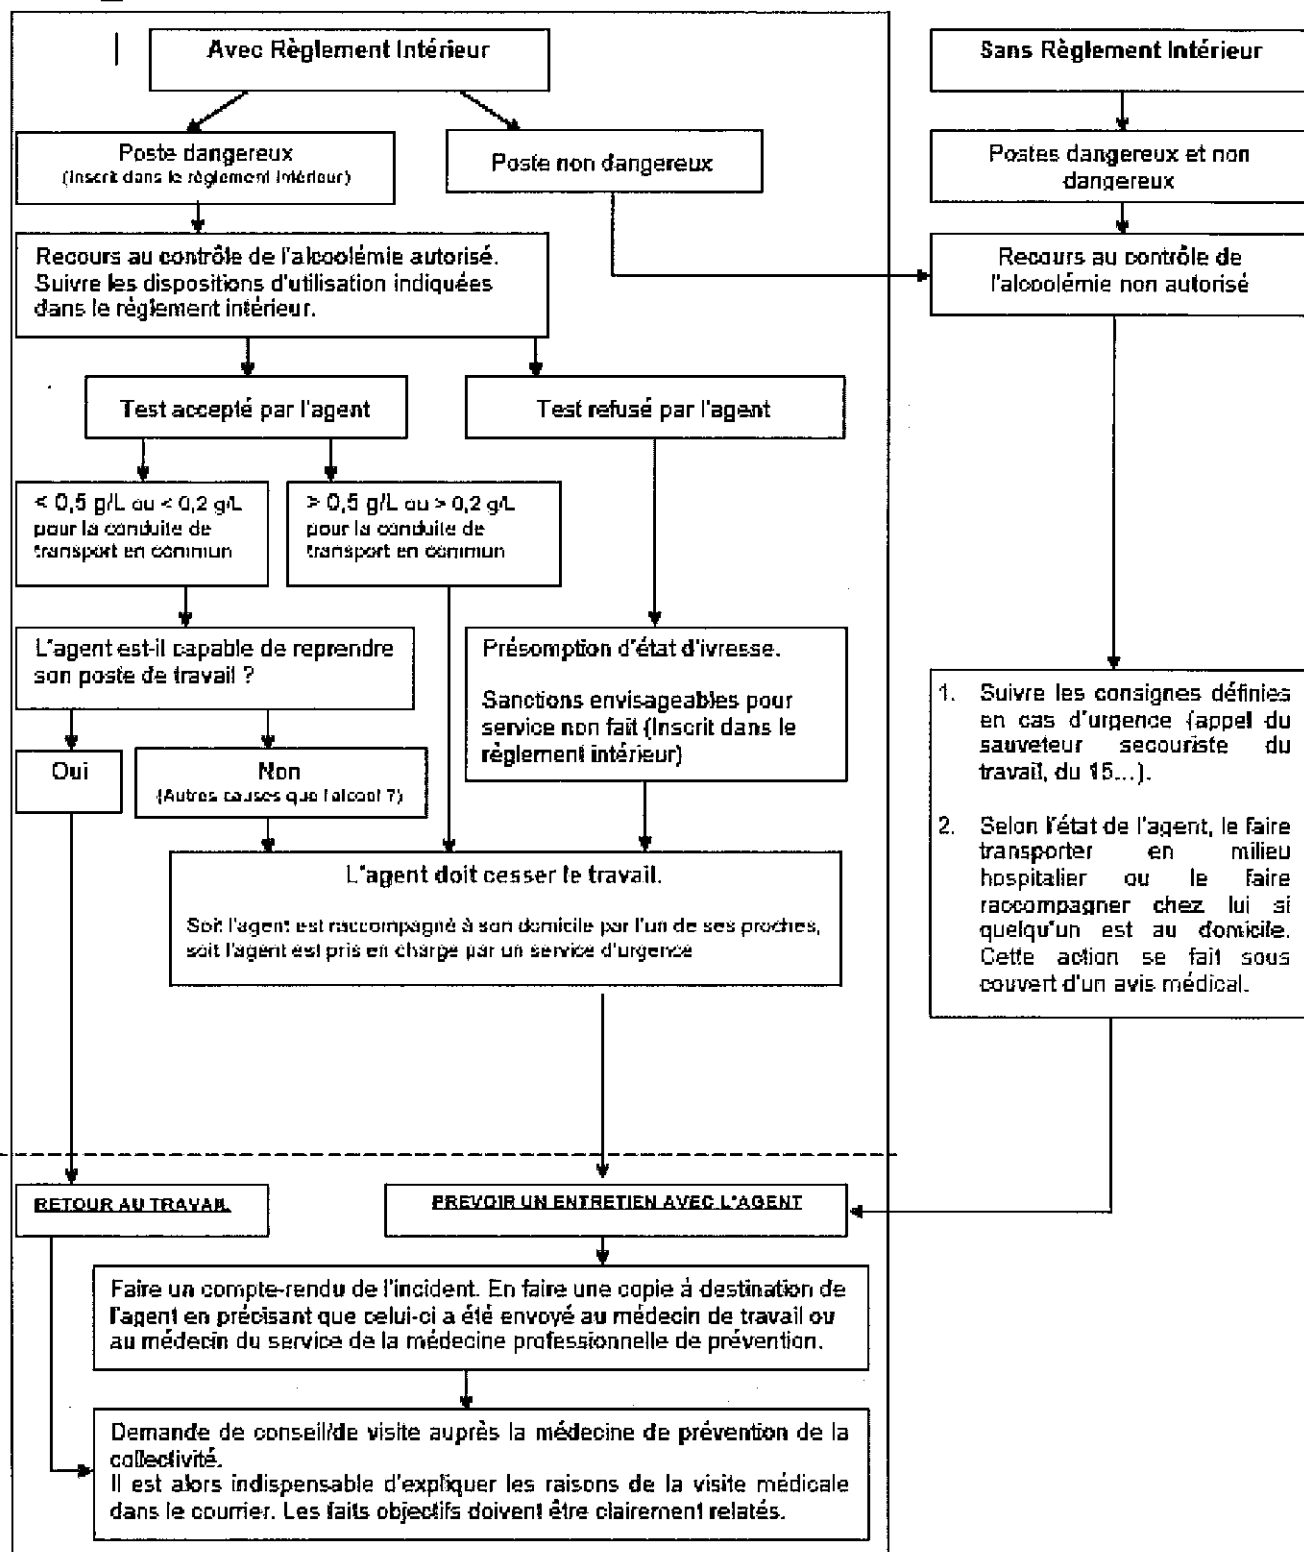 Avec Règlement Intérieur
Sans Règlement Intérieur
Poste dangereux
(Inscrit dans le règlement Intérieur)
Poste non dangereux
Postes dangereux et non
dangereux
Recours au contrôle de l'alcoolémie autorisé.
Suivre les dispositions d'utilisation indiquées
dans le règlement intérieur.
Recours au contrôle de
l'alcoolémie non autorisé
Test accepté par l'agent
Test refusé par l'agent
< 0,5 g/L ou < 0,2 g/L
pour la conduite de
transport en commun
> 0,5 g/L ou > 0,2 g/L
pour la conduite de
transport en commun
L'agent est-il capable de reprendre
son poste de travail ?
Présomption d'état d'ivresse.
Sanctions envisageables pour
service non fait (Inscrit dans le
règlement intérieur)
Oui
Non
(Autres causes que l'alcool ?)
1. Suivre les consignes définies
en cas d'urgence (appel du
sauveteur secouriste du
travail, du 15...).
2. Selon l'état de l'agent, le faire
transporter en milieu
hospitalier ou le faire
raccompagner chez lui si
quelqu'un est au domicile.
Cette action se fait sous
couvert d'un avis médical.
L'agent doit cesser le travail.
Soit l'agent est raccompagné à son domicile par l'un de ses proches,
soit l'agent est pris en charge par un service d'urgence
RETOUR AU TRAVAIL
PREVOIR UN ENTRETIEN AVEC L'AGENT
Faire un compte-rendu de l'incident. En faire une copie à destination de
l'agent en précisant que celui-ci a été envoyé au médecin de travail ou
au médecin du service de la médecine professionnelle de prévention.
Demande de conseil/de visite auprès la médecine de prévention de la
collectivité.
Il est alors indispensable d'expliquer les raisons de la visite médicale
dans le courrier. Les faits objectifs doivent être clairement relatés.